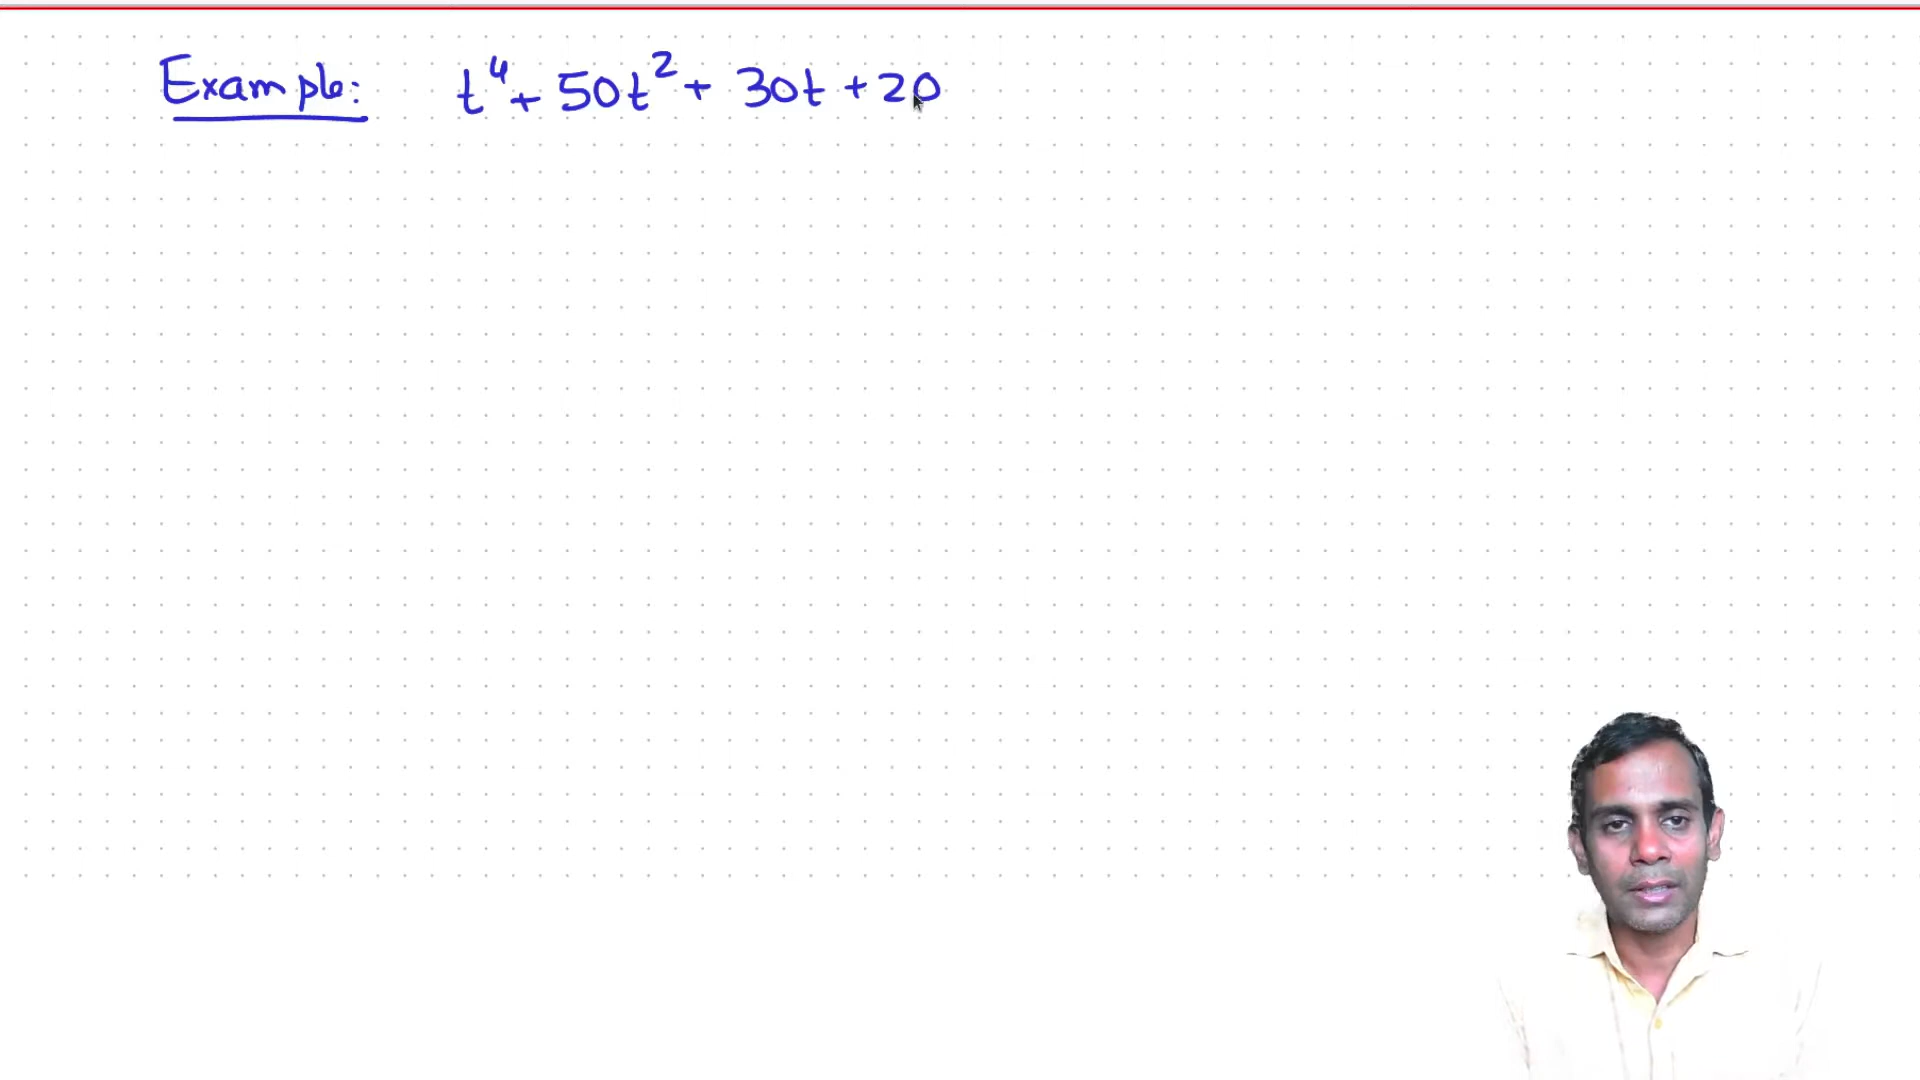 Example: t⁴ + 50t² + 30t + 20